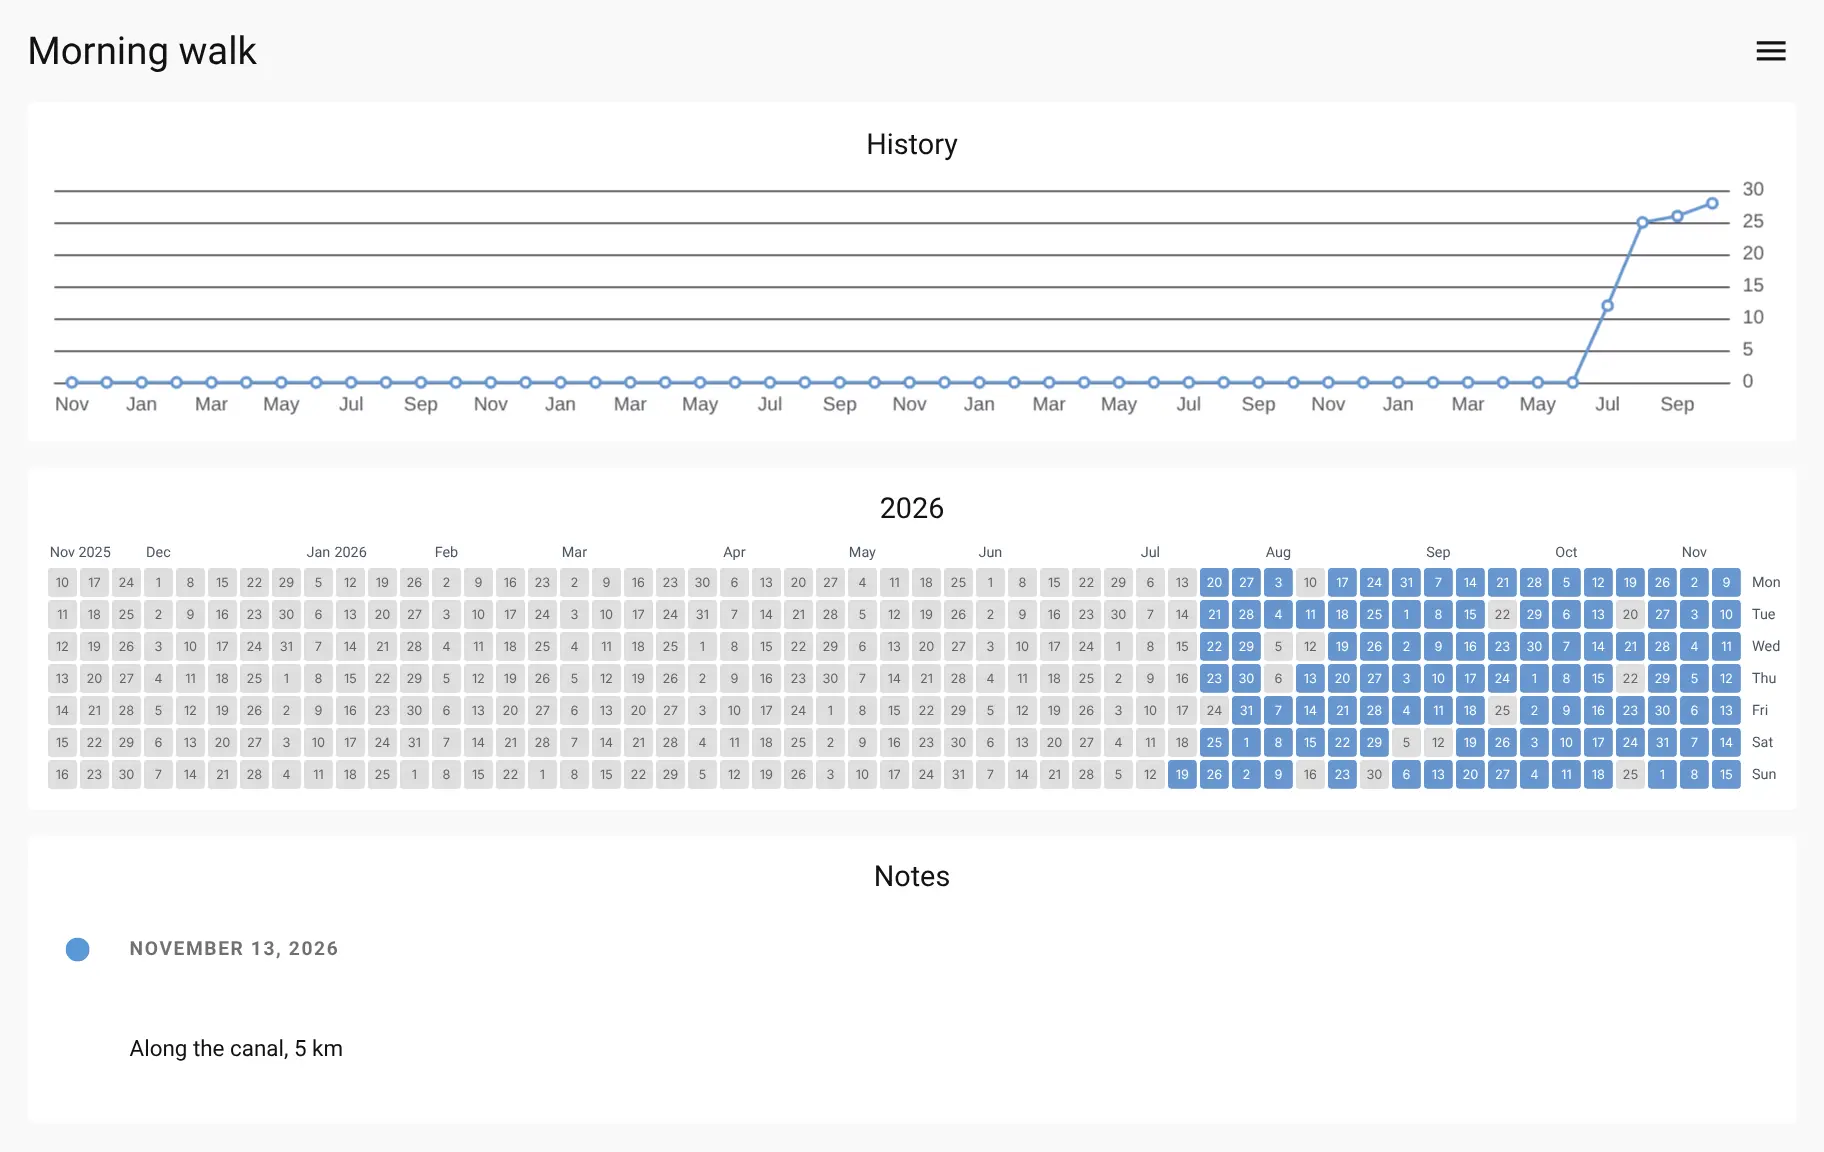 Morning walk
History
30
25
20
15
10
5
0
Nov Jan Mar May Jul Sep Nov Jan Mar May Jul Sep Nov Jan Mar May Jul Sep Nov Jan Mar May Jul Sep
2026
Nov 2025 Dec Jan 2026 Feb Mar Apr May Jun Jul Aug Sep Oct Nov
10 17 24 1 8 15 22 29 5 12 19 26 2 9 16 23 2 9 16 23 30 6 13 20 27 4 11 18 25 1 8 15 22 29 6 13 20 27 3 10 17 24 31 7 14 21 28 5 12 19 26 2 9 Mon
11 18 25 2 9 16 23 30 6 13 20 27 3 10 17 24 3 10 17 24 31 7 14 21 28 5 12 19 26 2 9 16 23 30 7 14 21 28 4 11 18 25 1 8 15 22 29 6 13 20 27 3 10 Tue
12 19 26 3 10 17 24 31 7 14 21 28 4 11 18 25 4 11 18 25 1 8 15 22 29 6 13 20 27 3 10 17 24 1 8 15 22 29 5 12 19 26 2 9 16 23 30 7 14 21 28 4 11 Wed
13 20 27 4 11 18 25 1 8 15 22 29 5 12 19 26 5 12 19 26 2 9 16 23 30 7 14 21 28 4 11 18 25 2 9 16 23 30 6 13 20 27 3 10 17 24 1 8 15 22 29 5 12 Thu
14 21 28 5 12 19 26 2 9 16 23 30 6 13 20 27 6 13 20 27 3 10 17 24 1 8 15 22 29 5 12 19 26 3 10 17 24 31 7 14 21 28 4 11 18 25 2 9 16 23 30 6 13 Fri
15 22 29 6 13 20 27 3 10 17 24 31 7 14 21 28 7 14 21 28 4 11 18 25 2 9 16 23 30 6 13 20 27 4 11 18 25 1 8 15 22 29 5 12 19 26 3 10 17 24 31 7 14 Sat
16 23 30 7 14 21 28 4 11 18 25 1 8 15 22 1 8 15 22 29 5 12 19 26 3 10 17 24 31 7 14 21 28 5 12 19 26 2 9 16 23 30 6 13 20 27 4 11 18 25 1 8 15 Sun
Notes
NOVEMBER 13, 2026
Along the canal, 5 km